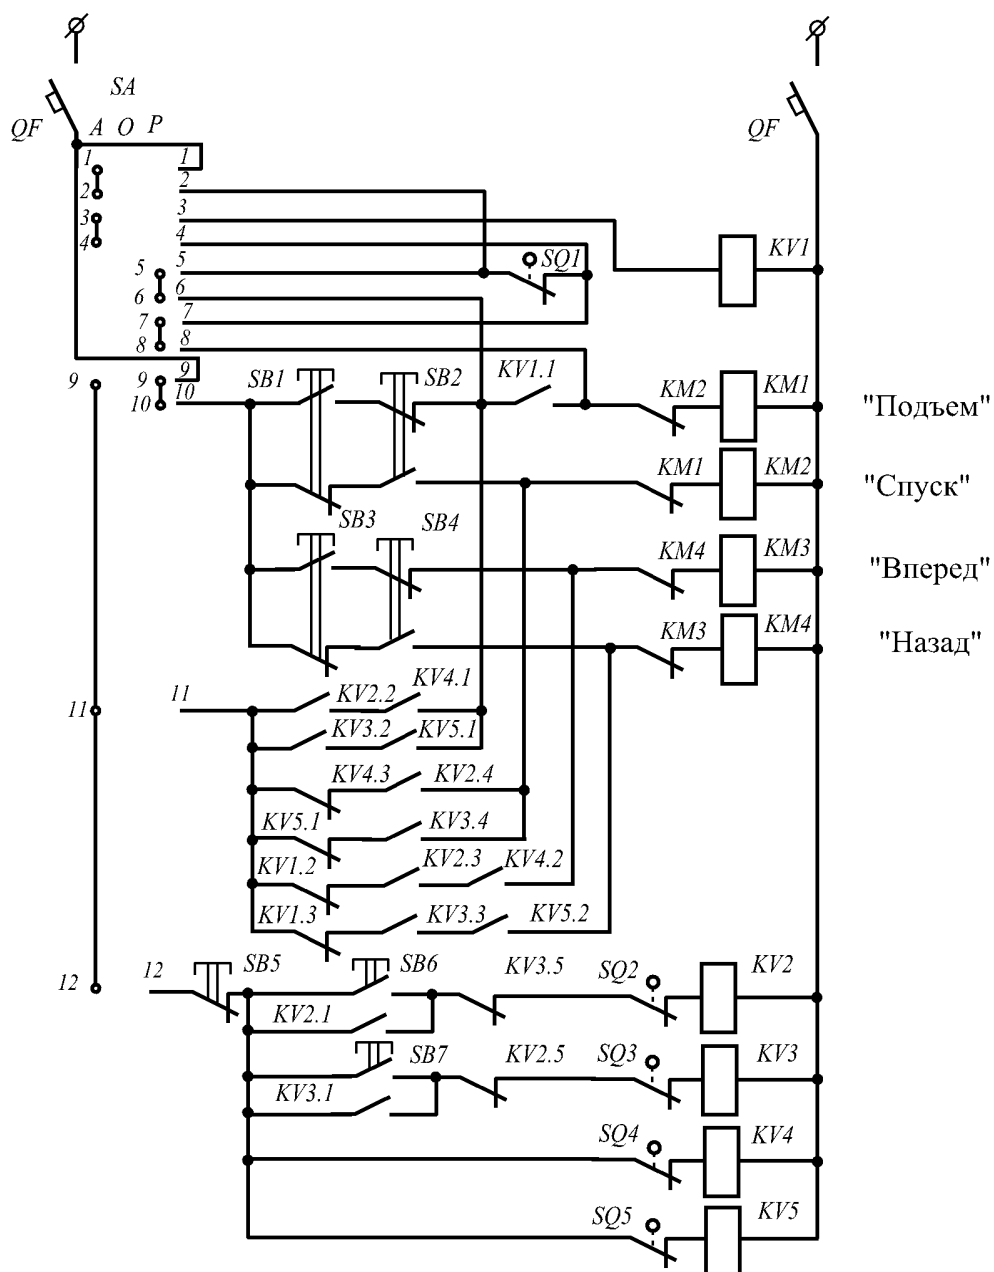 SA
QF
A O P
QF
1
1
2
2
3
3
4
4
KV1
5
5
SQ1
6
6
7
7
8
8
9
9
9
10
10
SB1
SB2
KV1.1
KM2
KM1
"Подъем"
KM1
KM2
"Спуск"
SB3
SB4
KM4
KM3
"Вперед"
KM3
KM4
"Назад"
11
11
KV2.2
KV4.1
KV3.2
KV5.1
KV4.3
KV2.4
KV5.1
KV3.4
KV1.2
KV2.3
KV4.2
KV1.3
KV3.3
KV5.2
12
12
SB5
SB6
KV3.5
SQ2
KV2
KV2.1
SB7
KV2.5
SQ3
KV3
KV3.1
SQ4
KV4
SQ5
KV5